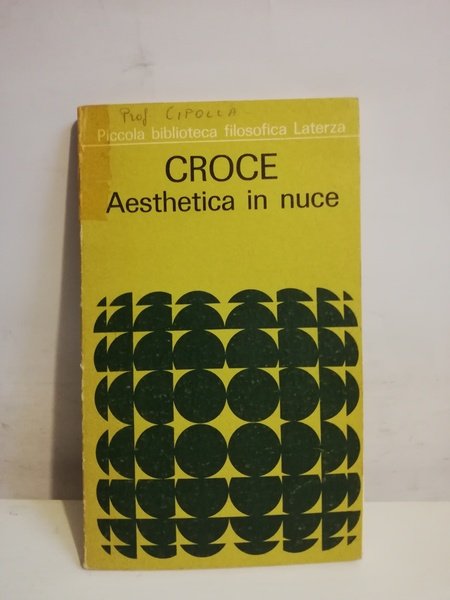 Prof CIPOLLA
Piccola biblioteca filosofica Laterza
CROCE
Aesthetica in nuce